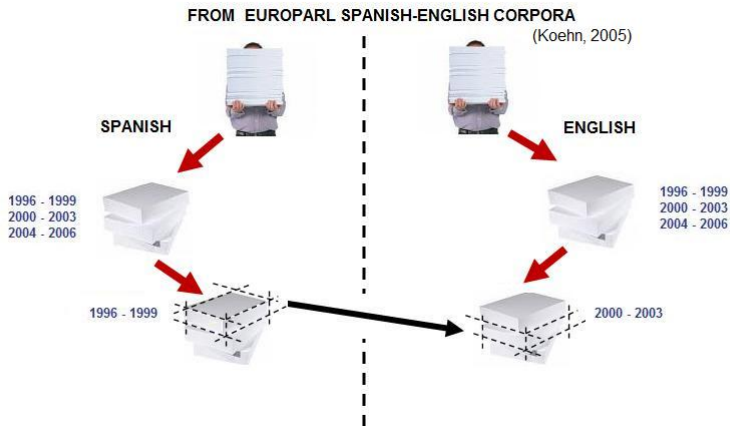 FROM EUROPARL SPANISH-ENGLISH CORPORA
(Koehn, 2005)
SPANISH
ENGLISH
1996 - 1999
2000 - 2003
2004 - 2006
1996 - 1999
2000 - 2003
2004 - 2006
1996 - 1999
2000 - 2003